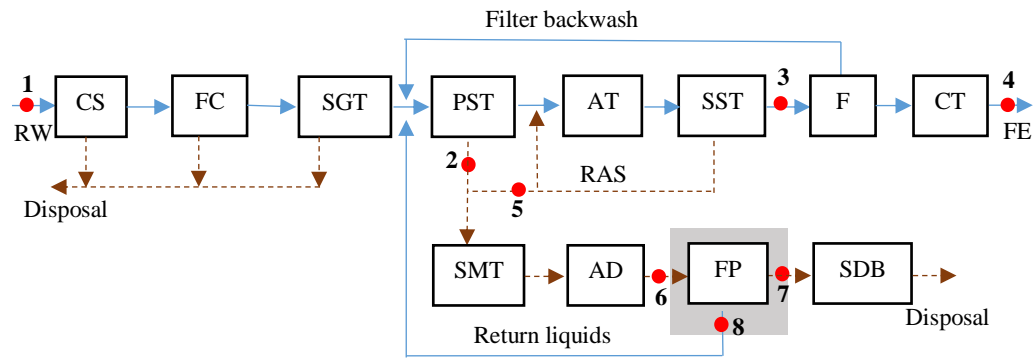 Filter backwash
1
3
4
CS
FC
SGT
PST
AT
SST
F
CT
RW
FE
2
RAS
5
Disposal
SMT
AD
FP
SDB
6
7
8
Return liquids
Disposal